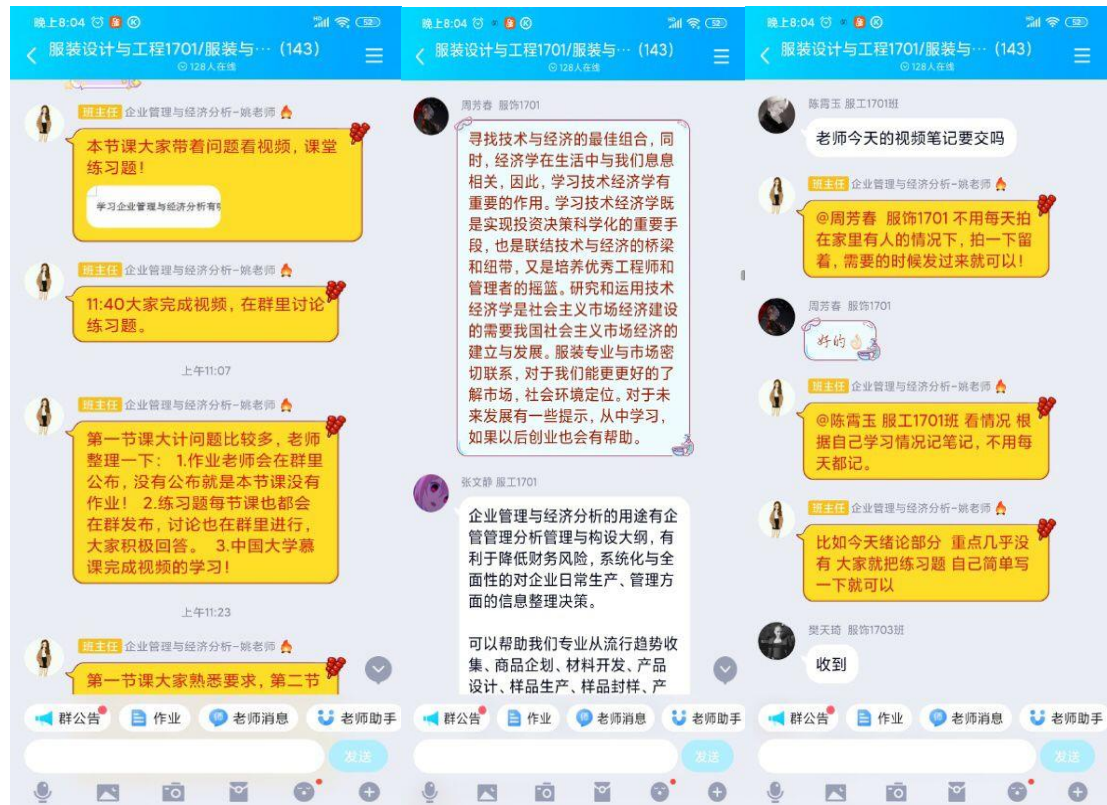 晚上8:04
52
服装设计与工程1701/服装与… (143)
128人在线
班主任 企业管理与经济分析-姚老师
本节课大家带着问题看视频，课堂
练习题！
学习企业管理与经济分析有
班主任 企业管理与经济分析-姚老师
11:40大家完成视频，在群里讨论
练习题。
上午11:07
班主任 企业管理与经济分析-姚老师
第一节课大计问题比较多，老师
整理一下： 1.作业老师会在群里
公布，没有公布就是本节课没有
作业！ 2.练习题每节课也都会
在群发布，讨论也在群里进行，
大家积极回答。 3.中国大学慕
课完成视频的学习！
上午11:23
班主任 企业管理与经济分析-姚老师
第一节课大家熟悉要求，第二节
群公告 作业 老师消息 老师助手
发送
晚上8:04
52
服装设计与工程1701/服装与… (143)
128人在线
周芳春 服饰1701
寻找技术与经济的最佳组合，同
时，经济学在生活中与我们息息
相关，因此，学习技术经济学有
重要的作用。学习技术经济学既
是实现投资决策科学化的重要手
段，也是联结技术与经济的桥梁
和纽带，又是培养优秀工程师和
管理者的摇篮。研究和运用技术
经济学是社会主义市场经济建设
的需要我国社会主义市场经济的
建立与发展。服装专业与市场密
切联系，对于我们能更更好的了
解市场，社会环境定位。对于未
来发展有一些提示，从中学习，
如果以后创业也会有帮助。
张文静 服工1701
企业管理与经济分析的用途有企
管管理分析管理与构设大纲，有
利于降低财务风险，系统化与全
面性的对企业日常生产、管理方
面的信息整理决策。
可以帮助我们专业从流行趋势收
集、商品企划、材料开发、产品
设计、样品生产、样品封样、产
群公告 作业 老师消息 老师助手
发送
晚上8:04
52
服装设计与工程1701/服装与… (143)
128人在线
陈霄玉 服工1701班
老师今天的视频笔记要交吗
班主任 企业管理与经济分析-姚老师
@周芳春 服饰1701 不用每天拍
在家里有人的情况下，拍一下留
着，需要的时候发过来就可以！
周芳春 服饰1701
好的
班主任 企业管理与经济分析-姚老师
@陈霄玉 服工1701班 看情况 根
据自己学习情况记笔记，不用每
天都记。
班主任 企业管理与经济分析-姚老师
比如今天绪论部分 重点几乎没
有 大家就把练习题 自己简单写
一下就可以
樊天琦 服饰1703班
收到
群公告 作业 老师消息 老师助手
发送